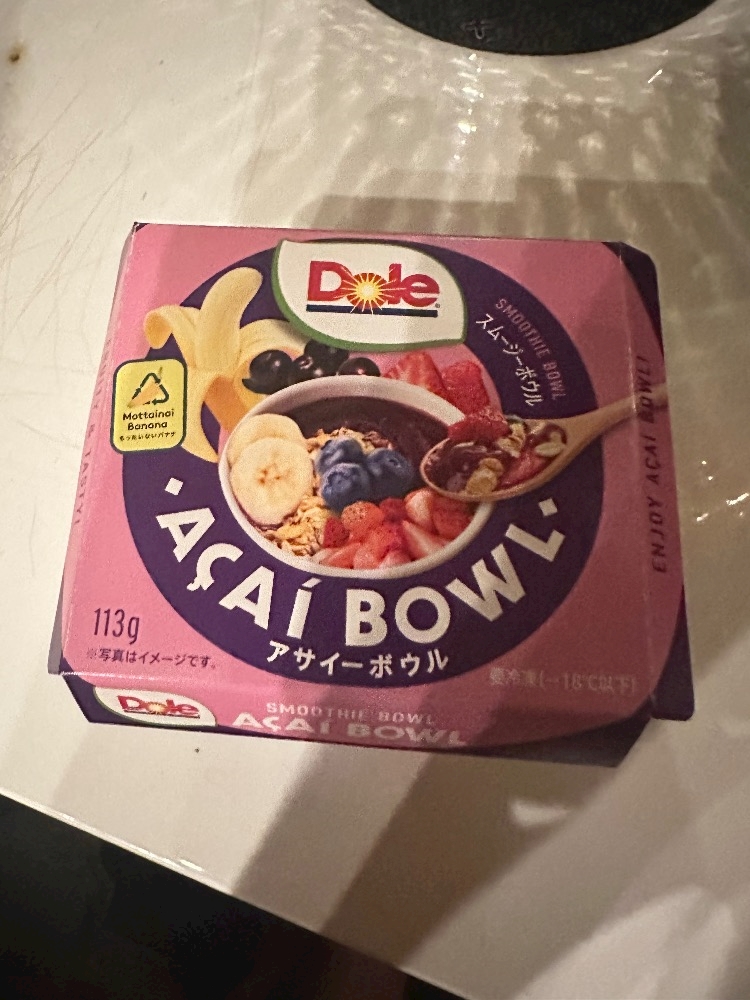 Dole
SMOOTHIE BOWL
スムージーボウル
Mottainai
Banana
もったいないバナナ
ENJOY AÇAÍ BOWL!
・AÇAÍ BOWL・
アサイーボウル
113g
※写真はイメージです。
要冷凍(-18℃以下)
Dole
SMOOTHIE BOWL
AÇAÍ BOWL